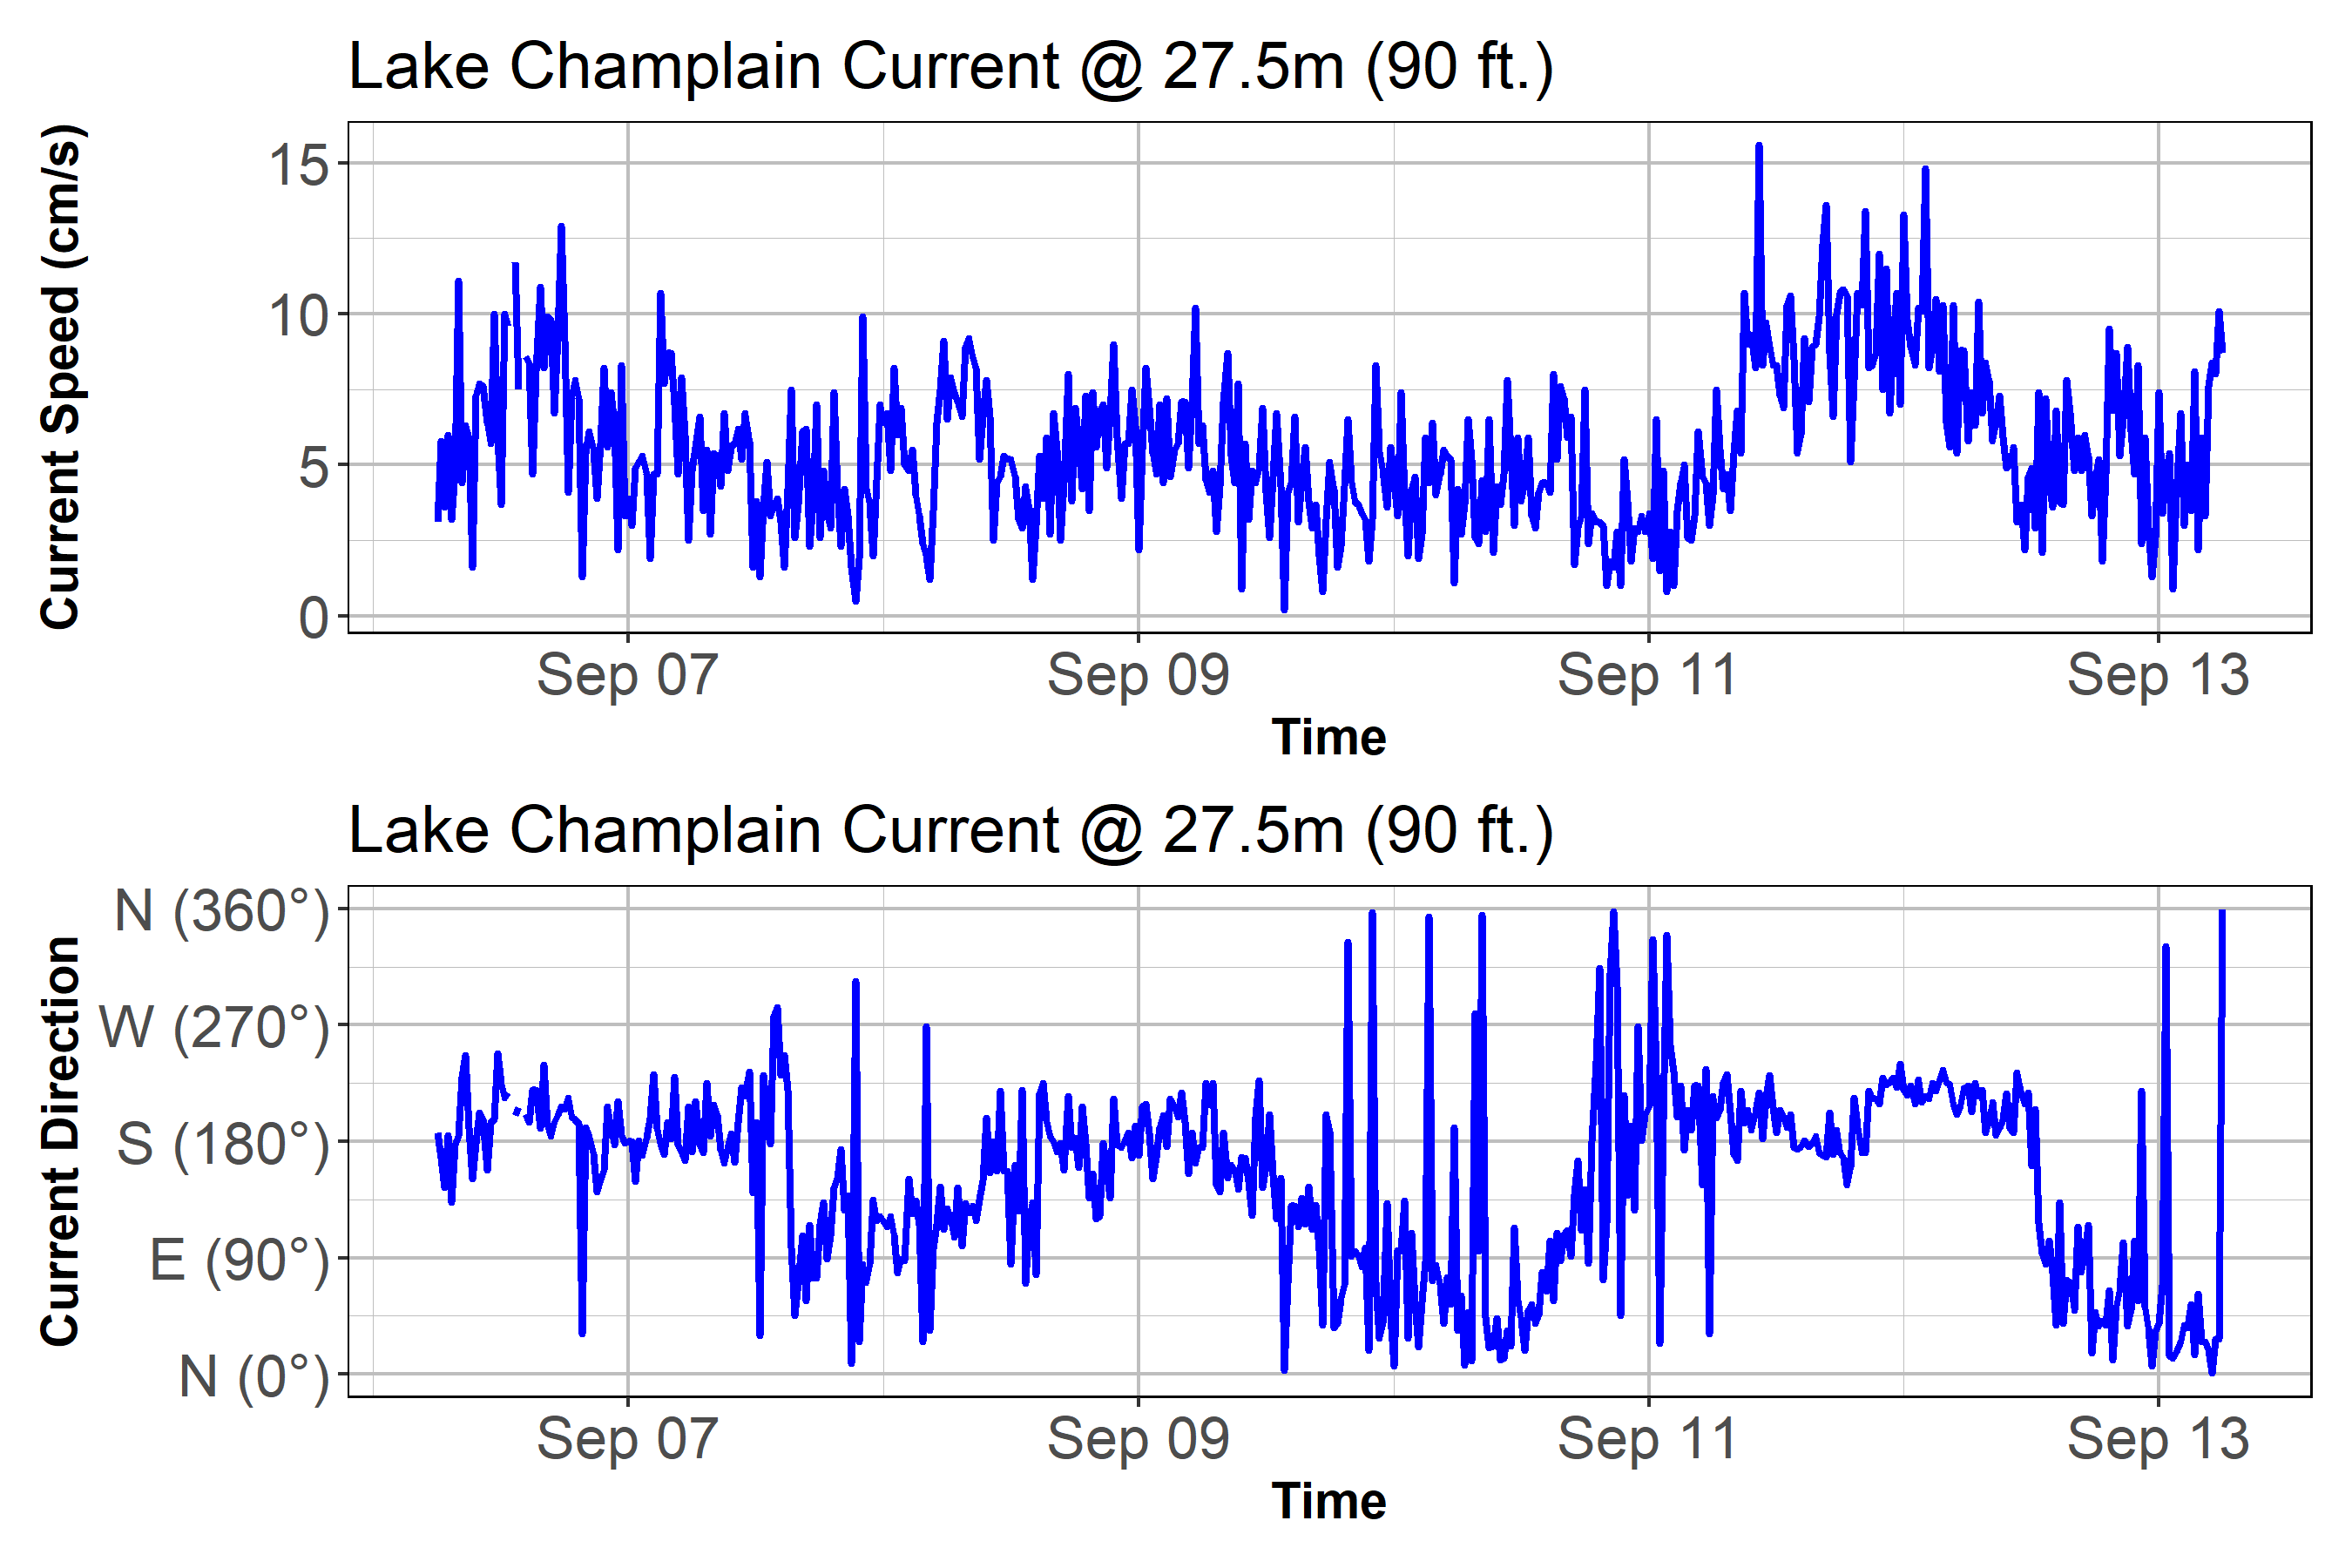 Lake Champlain Current @ 27.5m (90 ft.)
Current Speed (cm/s)
15
10
5
0
Sep 07 Sep 09 Sep 11 Sep 13
Time
Lake Champlain Current @ 27.5m (90 ft.)
Current Direction
N (360°)
W (270°)
S (180°)
E (90°)
N (0°)
Sep 07 Sep 09 Sep 11 Sep 13
Time